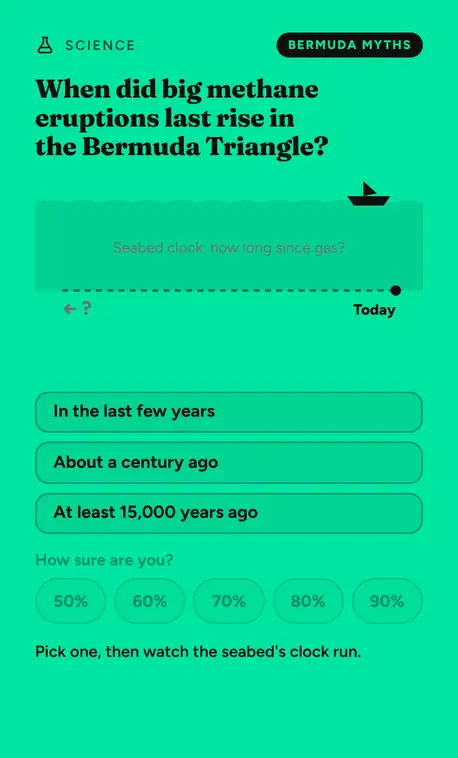 SCIENCE
BERMUDA MYTHS
When did big methane
eruptions last rise in
the Bermuda Triangle?
Seabed clock: how long since gas?
← ?
Today
In the last few years
About a century ago
At least 15,000 years ago
How sure are you?
50%
60%
70%
80%
90%
Pick one, then watch the seabed's clock run.